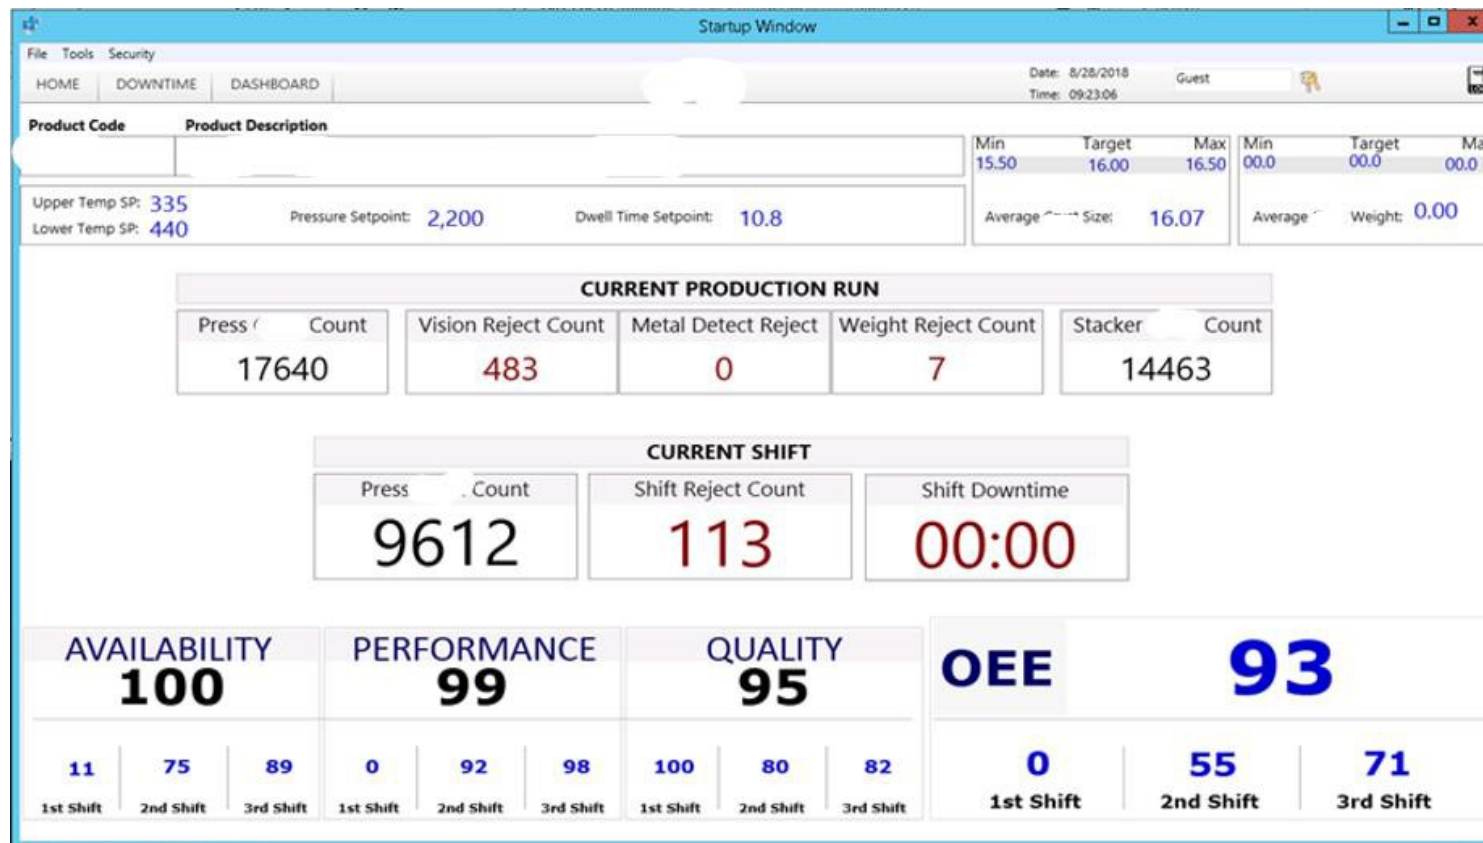 Startup Window
File Tools Security
HOME DOWNTIME DASHBOARD
Date: 8/28/2018
Time: 09:23:06
Guest
Product Code Product Description
Min Target Max
15.50 16.00 16.50
Min Target Ma
00.0 00.0 00.0
Upper Temp SP: 335
Lower Temp SP: 440
Pressure Setpoint: 2,200
Dwell Time Setpoint: 10.8
Average Size: 16.07
Average Weight: 0.00
CURRENT PRODUCTION RUN
Press Count Vision Reject Count Metal Detect Reject Weight Reject Count Stacker Count
17640 483 0 7 14463
CURRENT SHIFT
Press Count Shift Reject Count Shift Downtime
9612 113 00:00
AVAILABILITY PERFORMANCE QUALITY
100 99 95
OEE 93
11 75 89 0 92 98 100 80 82
1st Shift 2nd Shift 3rd Shift 1st Shift 2nd Shift 3rd Shift 1st Shift 2nd Shift 3rd Shift
0 55 71
1st Shift 2nd Shift 3rd Shift